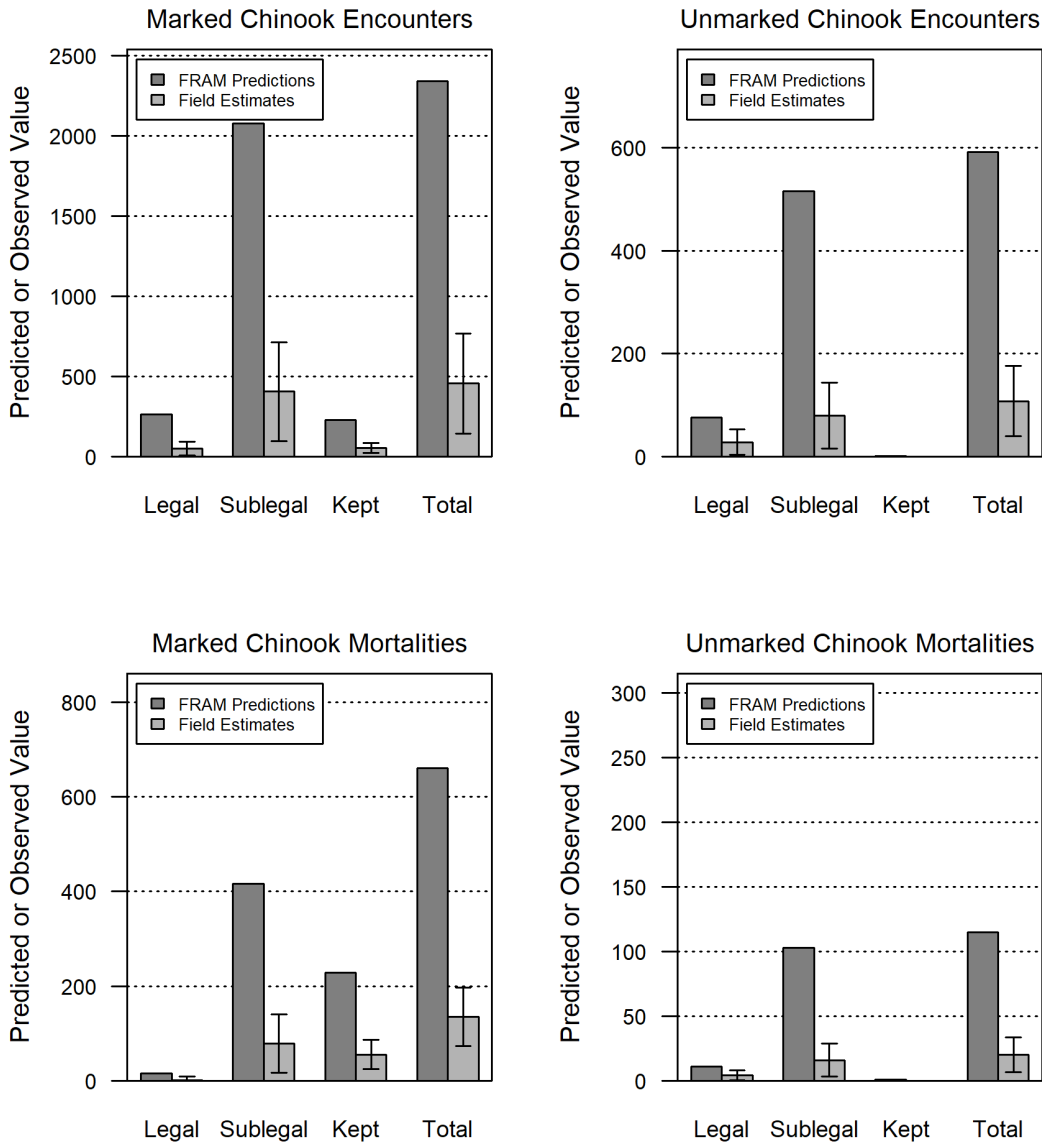 Marked Chinook Encounters
Predicted or Observed Value
2500
2000
1500
1000
500
0
FRAM Predictions
Field Estimates
Legal Sublegal Kept Total
Unmarked Chinook Encounters
Predicted or Observed Value
600
400
200
0
FRAM Predictions
Field Estimates
Legal Sublegal Kept Total
Marked Chinook Mortalities
Predicted or Observed Value
800
600
400
200
0
FRAM Predictions
Field Estimates
Legal Sublegal Kept Total
Unmarked Chinook Mortalities
Predicted or Observed Value
300
250
200
150
100
50
0
FRAM Predictions
Field Estimates
Legal Sublegal Kept Total